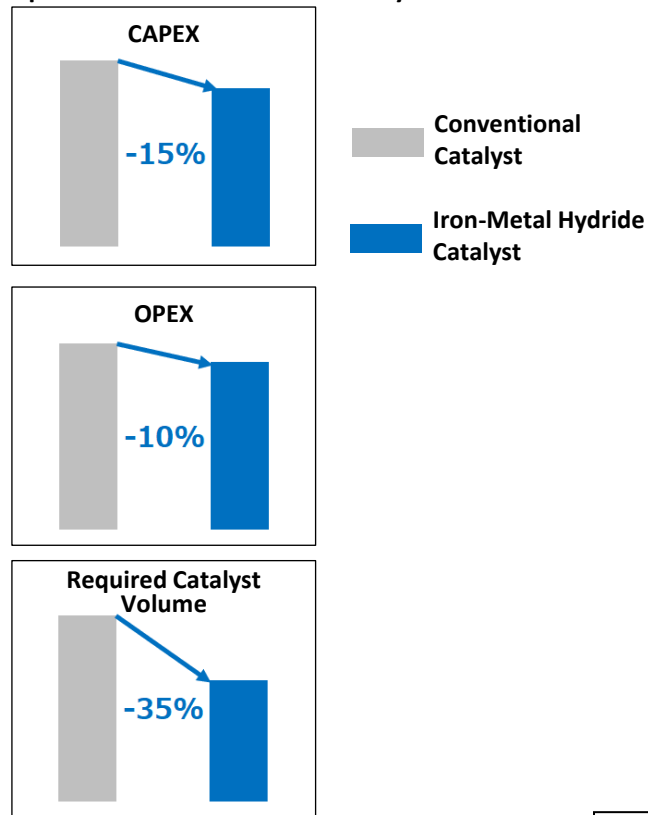 CAPEX
-15%
Conventional
Catalyst
Iron-Metal Hydride
Catalyst
OPEX
-10%
Required Catalyst
Volume
-35%